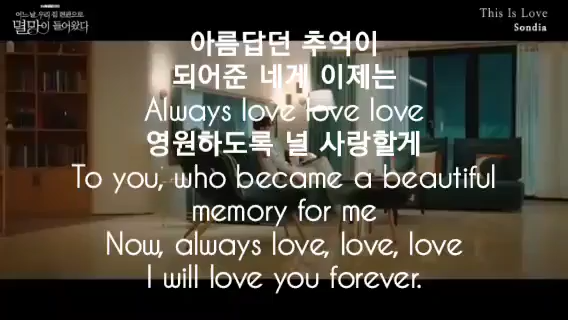 어느 날 우리 집 현관으로
멸망이 들어왔다
This Is Love
Sondia
아름답던 추억이
되어준 네게 이제는
Always love love love
영원하도록 널 사랑할게
To you, who became a beautiful
memory for me
Now, always love, love, love
I will love you forever.